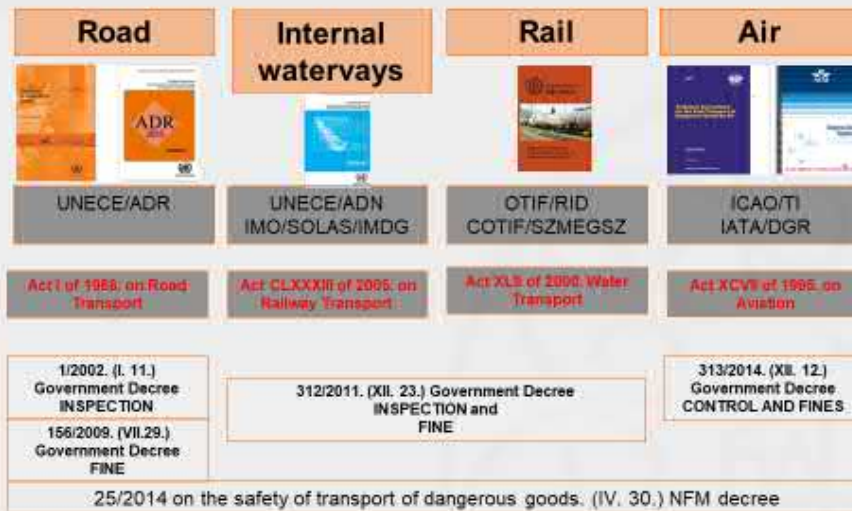 Road
Internal
watervays
Rail
Air
ADR
UNECE/ADR
UNECE/ADN
IMO/SOLAS/IMDG
OTIF/RID
COTIF/SZMEGSZ
ICAO/TI
IATA/DGR
Act I of 1988. on Road
Transport
Act CLXXXIII of 2005. on
Railway Transport
Act XLII of 2000. Water
Transport
Act XCVII of 1995. on
Aviation
1/2002. (I. 11.)
Government Decree
INSPECTION
156/2009. (VII.29.)
Government Decree
FINE
312/2011. (XII. 23.) Government Decree
INSPECTION and
FINE
313/2014. (XII. 12.)
Government Decree
CONTROL AND FINES
25/2014 on the safety of transport of dangerous goods. (IV. 30.) NFM decree